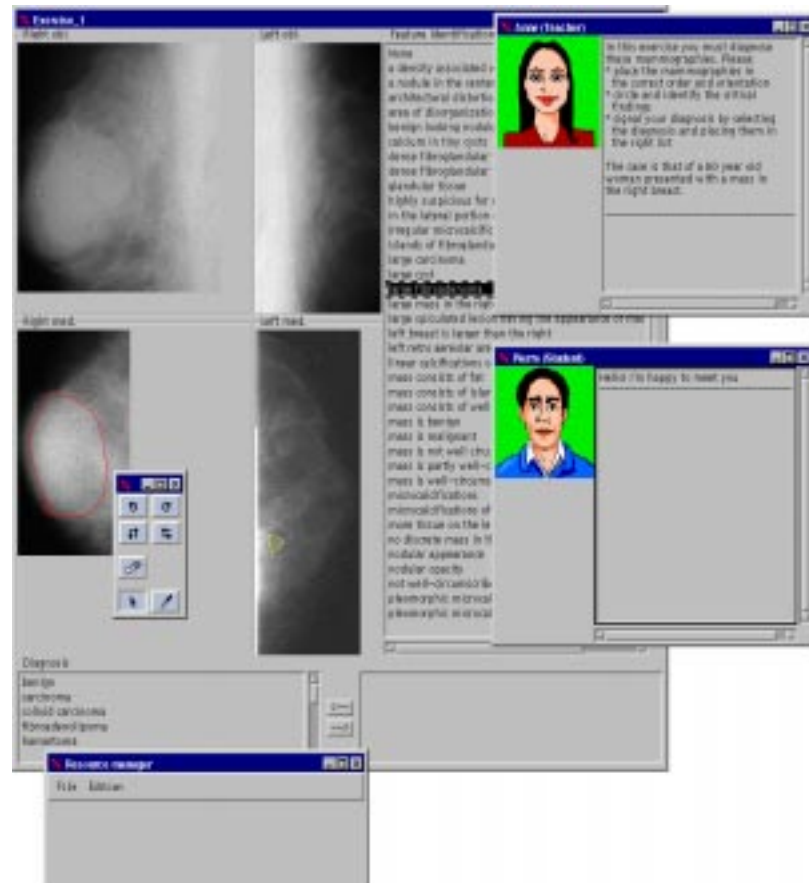 Exercise_1
Right obl.
Left obl.
Feature Identification
None
a density associated
a nodule in the center
architectural distortio
area of disorganizatio
benign looking nodule
calcium in tiny cysts
dense fibroglandular
dense fibroglandular
glandular tissue
highly suspicious for
in the lateral portion
irregular microcalcific
islands of fibroglandu
large carcinoma
large cyst
large mass in the righ
large spiculated lesion having the appearance of
left breast is larger than the right
left retro aereolar are
linear calcifications
mass consists of fat
mass consists of
mass consists of well
mass is benign
mass is malignant
mass is not well circu
mass is partly well-c
mass is well-circums
microcalcifications
microcalcifications of
more tissue on the le
no discrete mass in th
nodular appearance
nodular opacity
not well-circumscribe
pleomorphic microcal
pleomorphic microcal
Right med.
Left med.
Diagnosis
benign
carcinoma
colloid carcinoma
fibroadenolipoma
hamartoma
Anne (Teacher)
In this exercise you must diagnose
these mammographies. Please
* place the mammographies in
the correct order and orientation
* circle and identify the critical
findings
* signal your diagnosis by selecting
the diagnosis and placing them in
the right list
The case is that of a 60 year old
woman presented with a mass in
the right breast.
(Student)
Hello I'm happy to meet you
Resource manager
File Edition